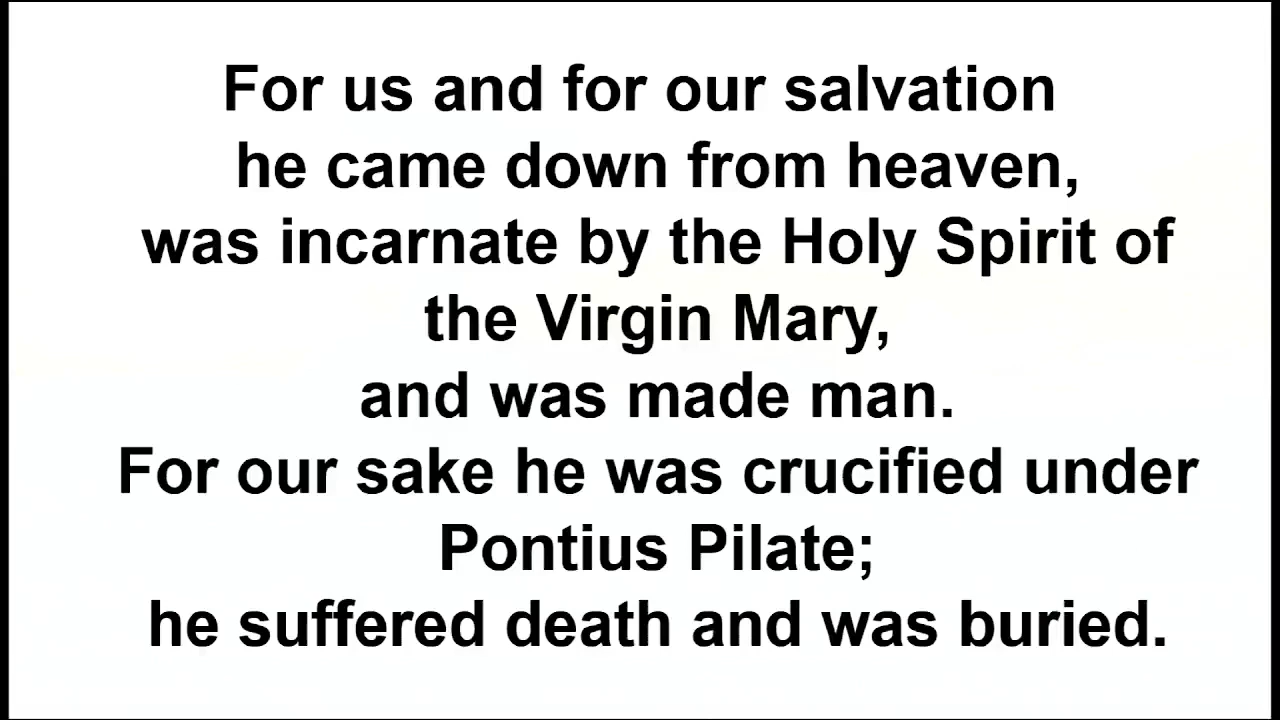 For us and for our salvation
he came down from heaven,
was incarnate by the Holy Spirit of
the Virgin Mary,
and was made man.
For our sake he was crucified under
Pontius Pilate;
he suffered death and was buried.